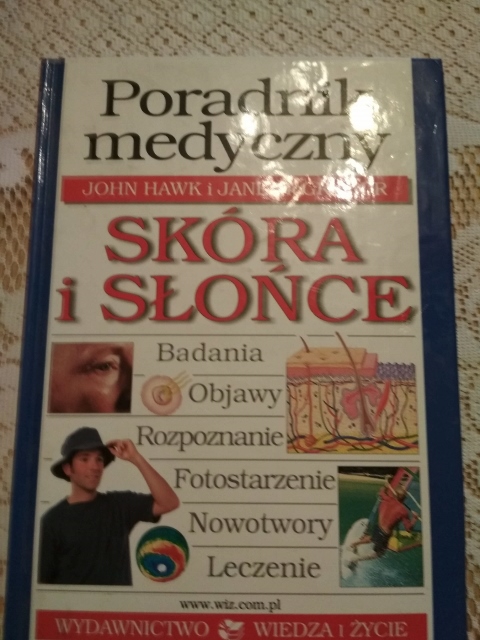 Poradnik
medyczny
JOHN HAWK i
SKÓRA
i SŁOŃCE
Badania
Objawy
Rozpoznanie
Fotostarzenie
Nowotwory
Leczenie
www.wiz.com.pl
WYDAWNICTWO WIEDZA i ŻYCIE